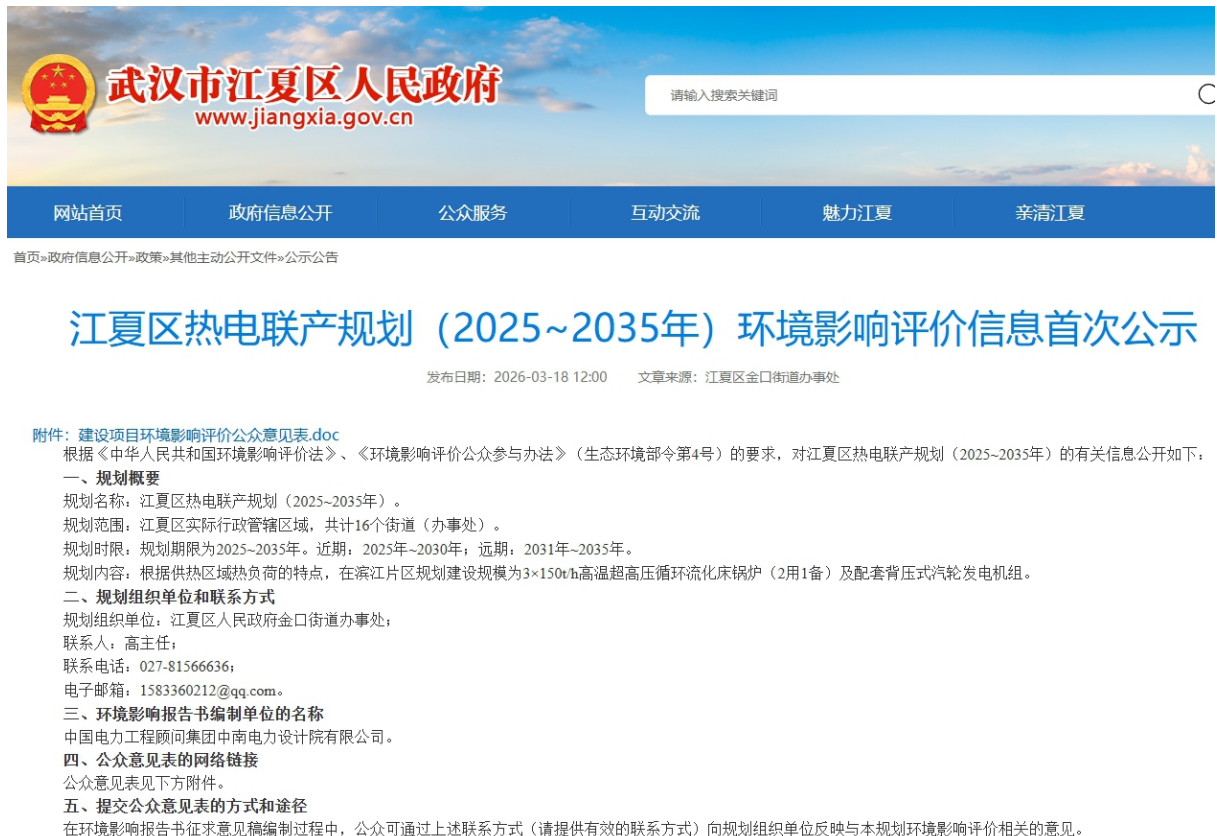 武汉市江夏区人民政府
www.jiangxia.gov.cn
请输入搜索关键词
网站首页 政府信息公开 公众服务 互动交流 魅力江夏 亲清江夏
首页»政府信息公开»政策»其他主动公开文件»公示公告
江夏区热电联产规划（2025~2035年）环境影响评价信息首次公示
发布日期：2026-03-18 12:00 文章来源：江夏区金口街道办事处
附件：建设项目环境影响评价公众意见表.doc
根据《中华人民共和国环境影响评价法》、《环境影响评价公众参与办法》（生态环境部令第4号）的要求，对江夏区热电联产规划（2025~2035年）的有关信息公开如下：
一、规划概要
规划名称：江夏区热电联产规划（2025~2035年）。
规划范围：江夏区实际行政管辖区域，共计16个街道（办事处）。
规划时限：规划期限为2025~2035年。近期：2025年~2030年；远期：2031年~2035年。
规划内容：根据供热区域热负荷的特点，在滨江片区规划建设规模为3×150t/h高温超高压循环流化床锅炉（2用1备）及配套背压式汽轮发电机组。
二、规划组织单位和联系方式
规划组织单位：江夏区人民政府金口街道办事处；
联系人：高主任；
联系电话：027-81566636；
电子邮箱：1583360212@qq.com。
三、环境影响报告书编制单位的名称
中国电力工程顾问集团中南电力设计院有限公司。
四、公众意见表的网络链接
公众意见表见下方附件。
五、提交公众意见表的方式和途径
在环境影响报告书征求意见稿编制过程中，公众可通过上述联系方式（请提供有效的联系方式）向规划组织单位反映与本规划环境影响评价相关的意见。